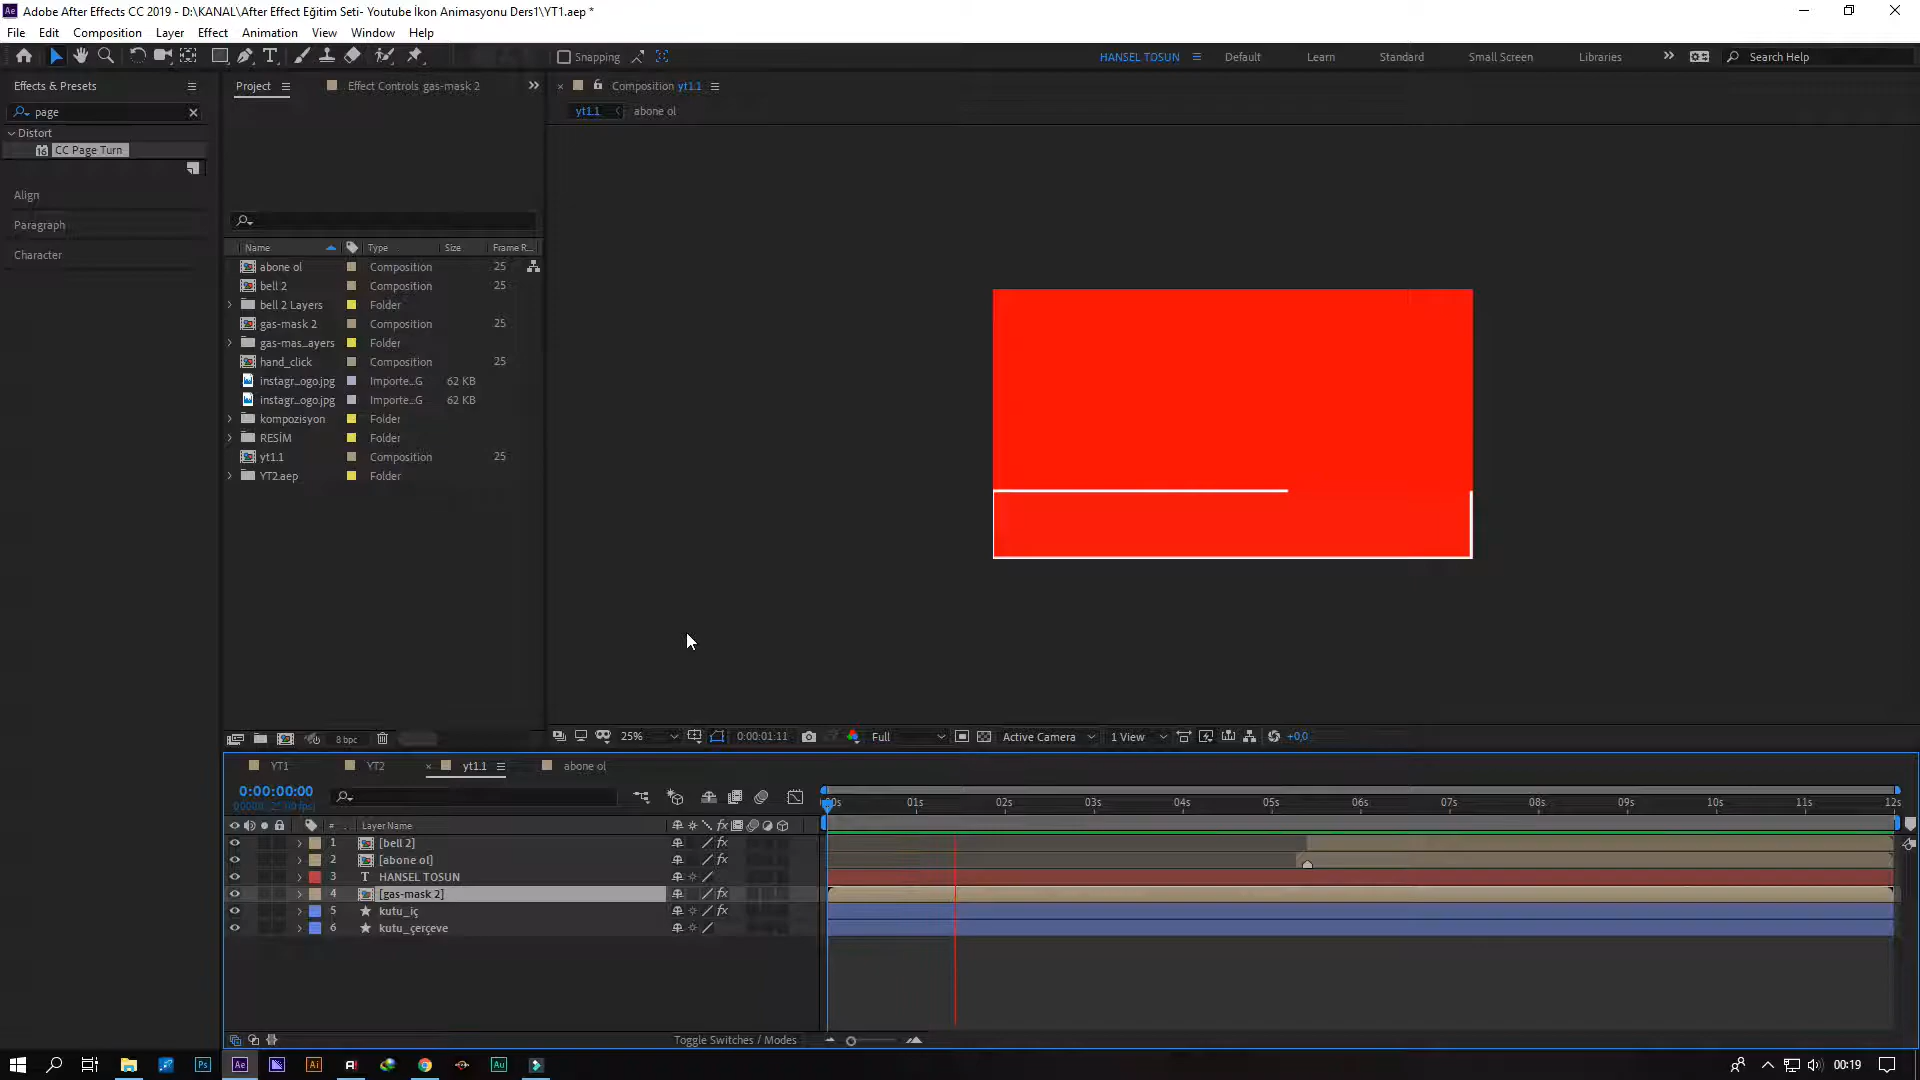 Adobe After Effects CC 2019 - D:\KANAL\After Effect Eğitim Seti- Youtube İkon Animasyonu Ders1\YT1.aep *
File Edit Composition Layer Effect Animation View Window Help
Snapping
HANSEL TOSUN Default Learn Standard Small Screen Libraries Search Help
Effects & Presets
page
Distort
CC Page Turn
Align
Paragraph
Character
Project
Effect Controls gas-mask 2
Name Type Size Frame R...
abone ol Composition 25
bell 2 Composition 25
bell 2 Layers Folder
gas-mask 2 Composition 25
gas-mas...ayers Folder
hand_click Composition 25
instagr...ogo.jpg Importe...G 62 KB
instagr...ogo.jpg Importe...G 62 KB
kompozisyon Folder
RESİM Folder
yt1.1 Composition 25
YT2.aep Folder
8 bpc
Composition yt1.1
yt1.1 abone ol
25% 0:00:01:11 Full Active Camera 1 View +0,0
YT1 YT2 yt1.1 abone ol
0:00:00:00
# Layer Name
1 [bell 2]
2 [abone ol]
3 T HANSEL TOSUN
4 [gas-mask 2]
5 kutu_iç
6 kutu_çerçeve
01s 02s 03s 04s 05s 06s 07s 08s 09s 10s 11s 12s
Toggle Switches / Modes
00:19